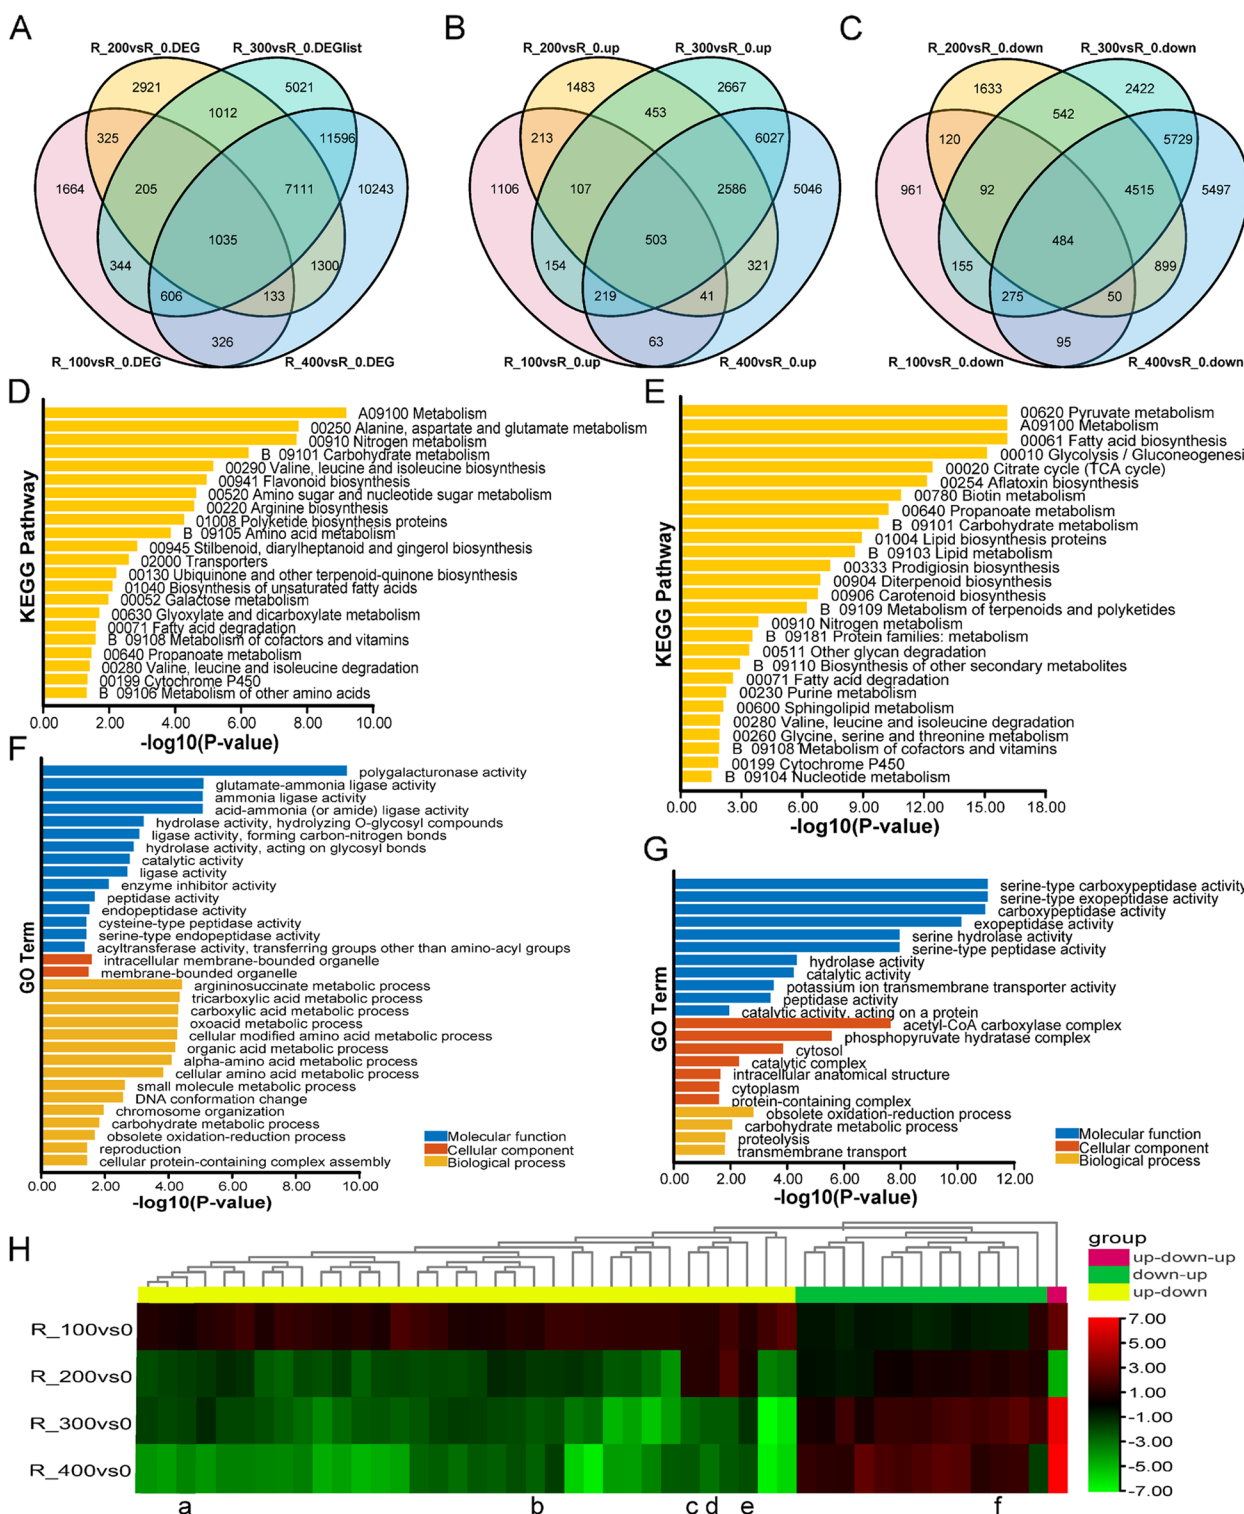 A
R_200vsR_0.DEG
R_300vsR_0.DEGlist
2921
5021
1012
325
11596
1664
205
7111
10243
1035
344
1300
606
133
326
R_100vsR_0.DEG
R_400vsR_0.DEG
B
R_200vsR_0.up
R_300vsR_0.up
1483
2667
453
213
6027
1106
107
2586
5046
503
154
321
219
41
63
R_100vsR_0.up
R_400vsR_0.up
C
R_200vsR_0.down
R_300vsR_0.down
1633
2422
542
120
5729
961
92
4515
5497
484
155
899
275
50
95
R_100vsR_0.down
R_400vsR_0.down
D
KEGG Pathway
A09100 Metabolism
00250 Alanine, aspartate and glutamate metabolism
00910 Nitrogen metabolism
B 09101 Carbohydrate metabolism
00290 Valine, leucine and isoleucine biosynthesis
00941 Flavonoid biosynthesis
00520 Amino sugar and nucleotide sugar metabolism
00220 Arginine biosynthesis
01008 Polyketide biosynthesis proteins
B 09105 Amino acid metabolism
00945 Stilbenoid, diarylheptanoid and gingerol biosynthesis
02000 Transporters
00130 Ubiquinone and other terpenoid-quinone biosynthesis
01040 Biosynthesis of unsaturated fatty acids
00052 Galactose metabolism
00630 Glyoxylate and dicarboxylate metabolism
00071 Fatty acid degradation
B 09108 Metabolism of cofactors and vitamins
00640 Propanoate metabolism
00280 Valine, leucine and isoleucine degradation
00199 Cytochrome P450
B 09106 Metabolism of other amino acids
0.00 2.00 4.00 6.00 8.00 10.00
-log10(P-value)
E
KEGG Pathway
00620 Pyruvate metabolism
A09100 Metabolism
00061 Fatty acid biosynthesis
00010 Glycolysis / Gluconeogenesi
00020 Citrate cycle (TCA cycle)
00254 Aflatoxin biosynthesis
00780 Biotin metabolism
00640 Propanoate metabolism
B 09101 Carbohydrate metabolism
01004 Lipid biosynthesis proteins
B 09103 Lipid metabolism
00333 Prodigiosin biosynthesis
00904 Diterpenoid biosynthesis
00906 Carotenoid biosynthesis
B 09109 Metabolism of terpenoids and polyketides
00910 Nitrogen metabolism
B 09181 Protein families: metabolism
00511 Other glycan degradation
B 09110 Biosynthesis of other secondary metabolites
00071 Fatty acid degradation
00230 Purine metabolism
00600 Sphingolipid metabolism
00280 Valine, leucine and isoleucine degradation
00260 Glycine, serine and threonine metabolism
B 09108 Metabolism of cofactors and vitamins
00199 Cytochrome P450
B 09104 Nucleotide metabolism
0.00 3.00 6.00 9.00 12.00 15.00 18.00
-log10(P-value)
F
GO Term
polygalacturonase activity
glutamate-ammonia ligase activity
ammonia ligase activity
acid-ammonia (or amide) ligase activity
hydrolase activity, hydrolyzing O-glycosyl compounds
ligase activity, forming carbon-nitrogen bonds
hydrolase activity, acting on glycosyl bonds
catalytic activity
ligase activity
enzyme inhibitor activity
peptidase activity
endopeptidase activity
cysteine-type peptidase activity
serine-type endopeptidase activity
acyltransferase activity, transferring groups other than amino-acyl groups
intracellular membrane-bounded organelle
membrane-bounded organelle
argininosuccinate metabolic process
tricarboxylic acid metabolic process
carboxylic acid metabolic process
oxoacid metabolic process
cellular modified amino acid metabolic process
organic acid metabolic process
alpha-amino acid metabolic process
cellular amino acid metabolic process
small molecule metabolic process
DNA conformation change
chromosome organization
carbohydrate metabolic process
obsolete oxidation-reduction process
reproduction
cellular protein-containing complex assembly
Molecular function
Cellular component
Biological process
0.00 2.00 4.00 6.00 8.00 10.00
-log10(P-value)
G
GO Term
serine-type carboxypeptidase activity
serine-type exopeptidase activity
carboxypeptidase activity
exopeptidase activity
serine hydrolase activity
serine-type peptidase activity
hydrolase activity
catalytic activity
potassium ion transmembrane transporter activity
peptidase activity
catalytic activity, acting on a protein
acetyl-CoA carboxylase complex
phosphopyruvate hydratase complex
cytosol
catalytic complex
intracellular anatomical structure
cytoplasm
protein-containing complex
obsolete oxidation-reduction process
carbohydrate metabolic process
proteolysis
transmembrane transport
Molecular function
Cellular component
Biological process
0.00 2.00 4.00 6.00 8.00 10.00 12.00
-log10(P-value)
H
group
up-down-up
down-up
up-down
R_100vs0
R_200vs0
R_300vs0
R_400vs0
7.00
5.00
3.00
1.00
-1.00
-3.00
-5.00
-7.00
a b c d e f